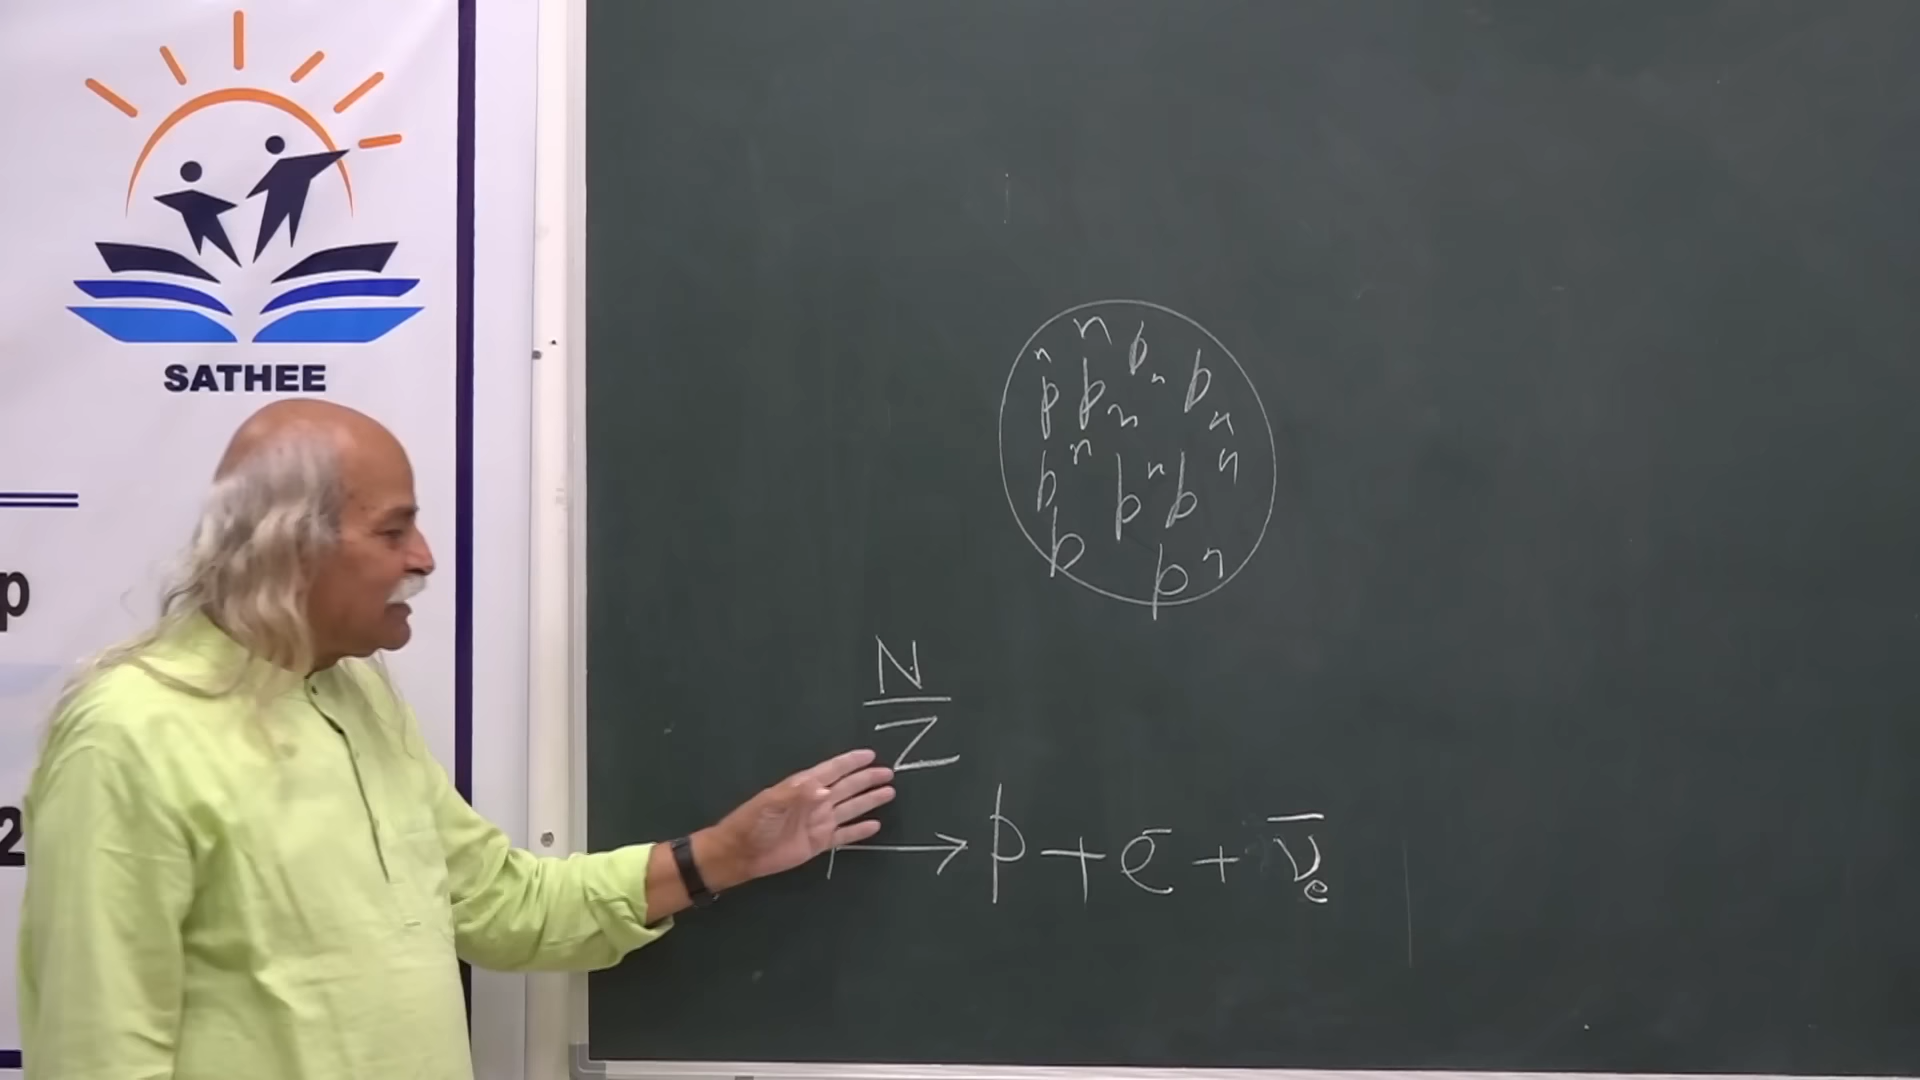 SATHEE
p
2
n
n p n p
p p n n
p n p n p n
p p n
N
Z
→ p + e⁻ + ν̄e